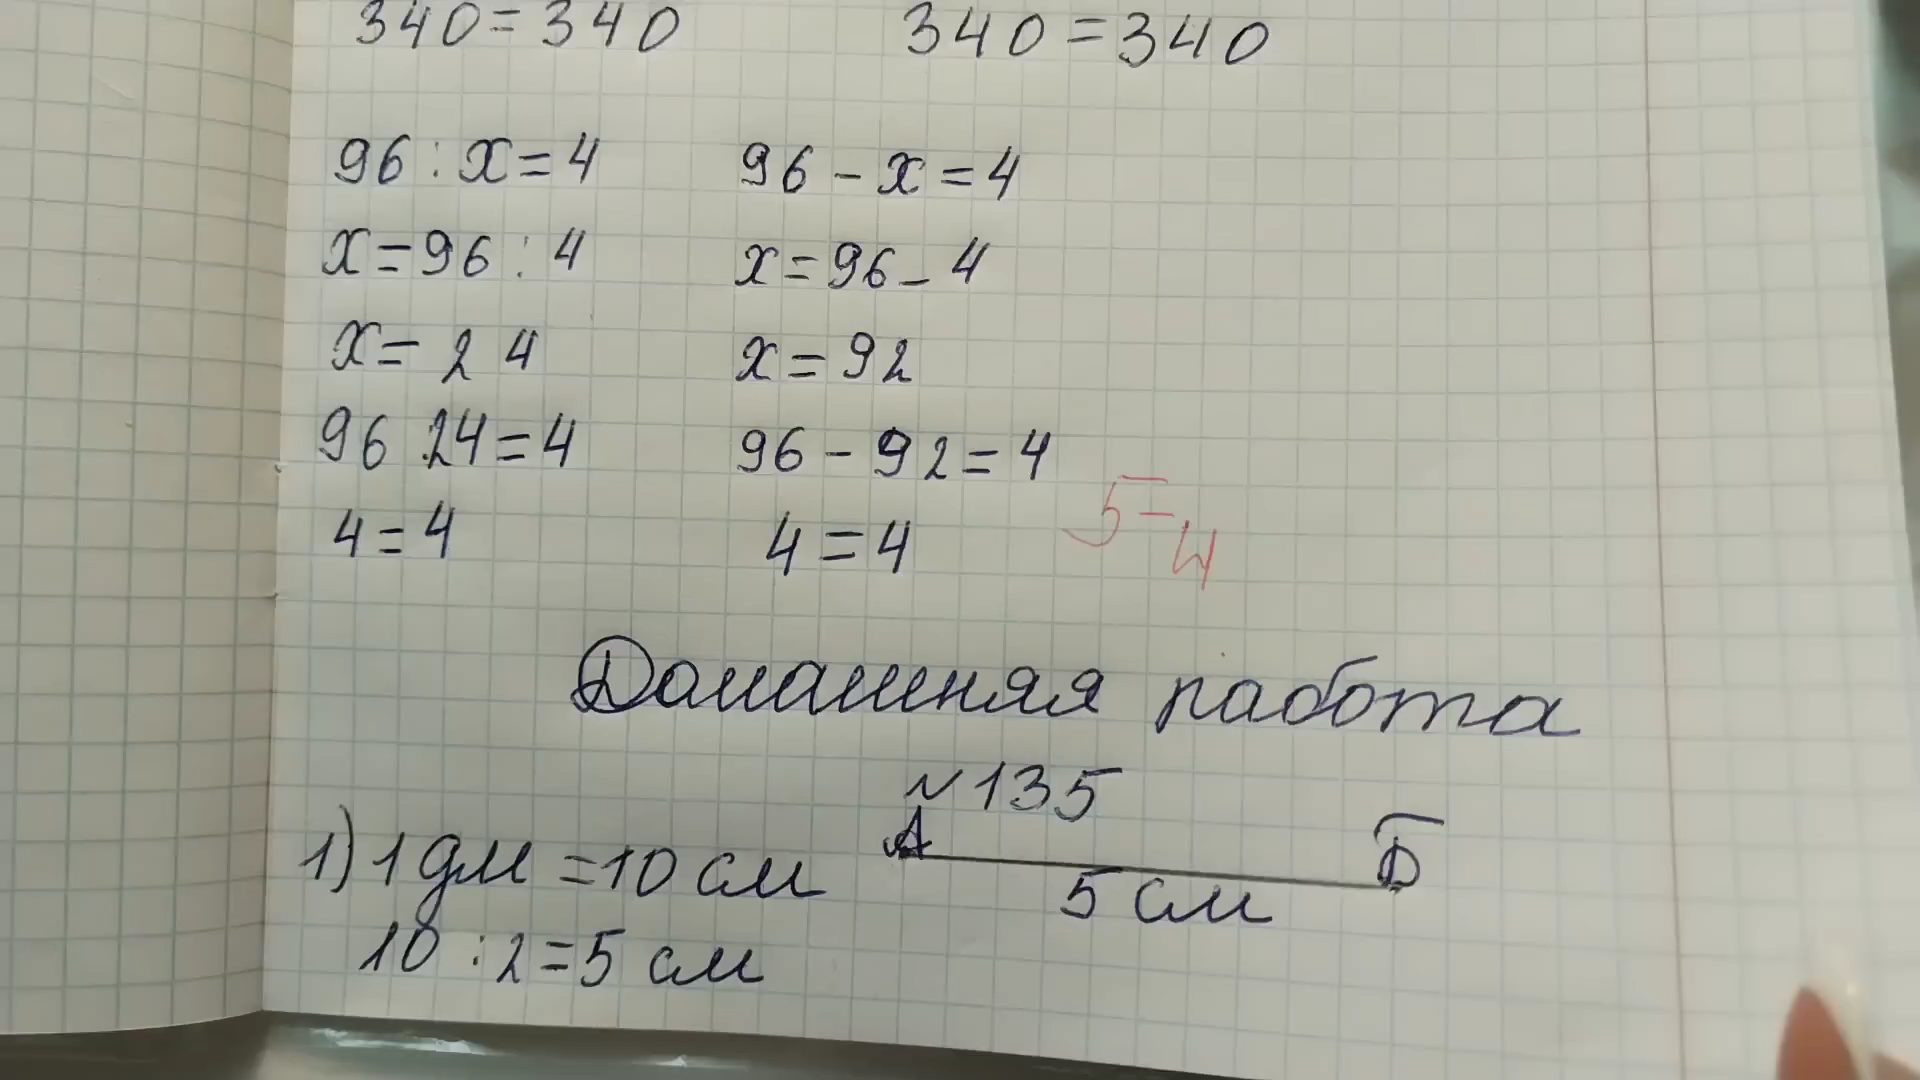 340=340 340=340
96:x=4 96-x=4
x=96:4 x=96-4
x=24 x=92
96 24=4 96-92=4
4=4 4=4
5-
Домашняя работа
№135
1) 1 дм =10 см А Б
5 см
10:2=5 см